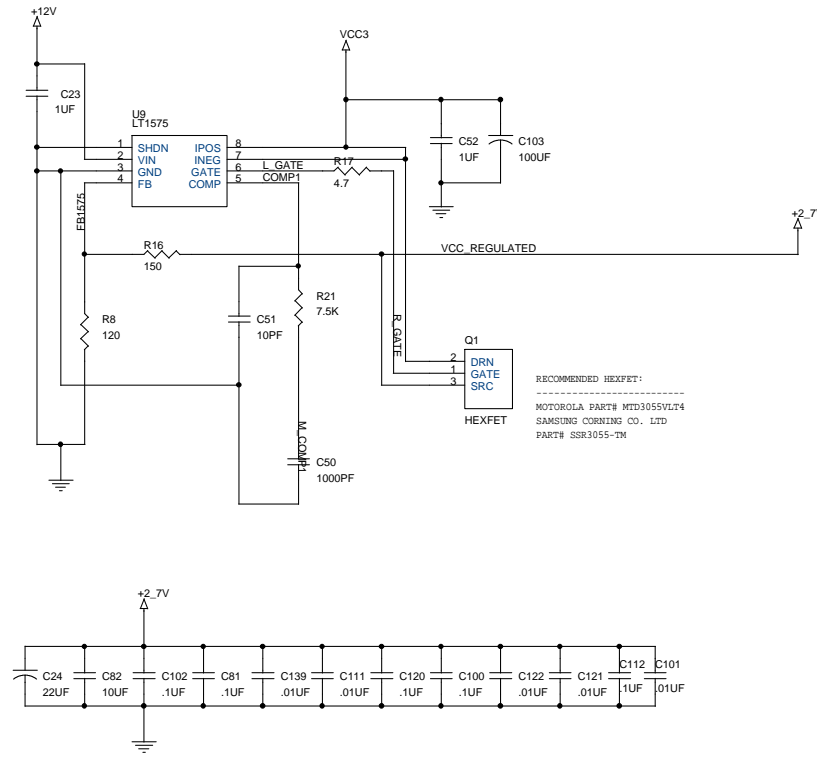 +12V
VCC3
C23
1UF
U9
LT1575
1 SHDN IPOS 8
2 VIN INEG 7
3 GND GATE 6
4 FB COMP 5
L_GATE
COMP1
R17
4.7
C52
1UF
C103
100UF
FB1575
+2_7
R16
150
VCC_REGULATED
R8
120
C51
10PF
R21
7.5K
R_GATE
Q1
2 DRN
1 GATE
3 SRC
HEXFET
RECOMMENDED HEXFET:
-------------------------
MOTOROLA PART# MTD3055VLT4
SAMSUNG CORNING CO. LTD
PART# SSR3055-TM
M_COMP1
C50
1000PF
+2_7V
C24 C82 C102 C81 C139 C111 C120 C100 C122 C121 C112 C101
22UF 10UF .1UF .1UF .01UF .01UF .1UF .1UF .01UF .01UF .1UF .01UF